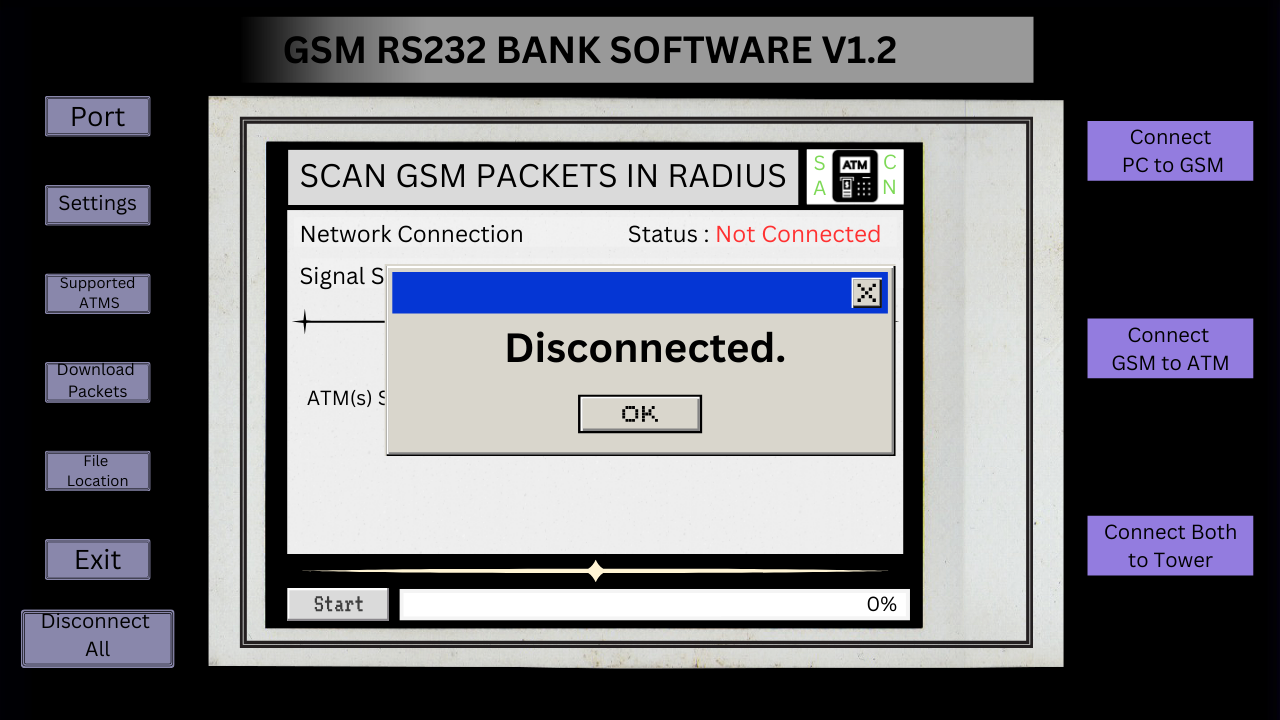 GSM RS232 BANK SOFTWARE V1.2
Port
Settings
Supported
ATMS
Download
Packets
File
Location
Exit
Disconnect
All
SCAN GSM PACKETS IN RADIUS
S C
ATM
A N
Network Connection
Status : Not Connected
Signal S
Disconnected.
OK
ATM(s) S
Start
0%
Connect
PC to GSM
Connect
GSM to ATM
Connect Both
to Tower